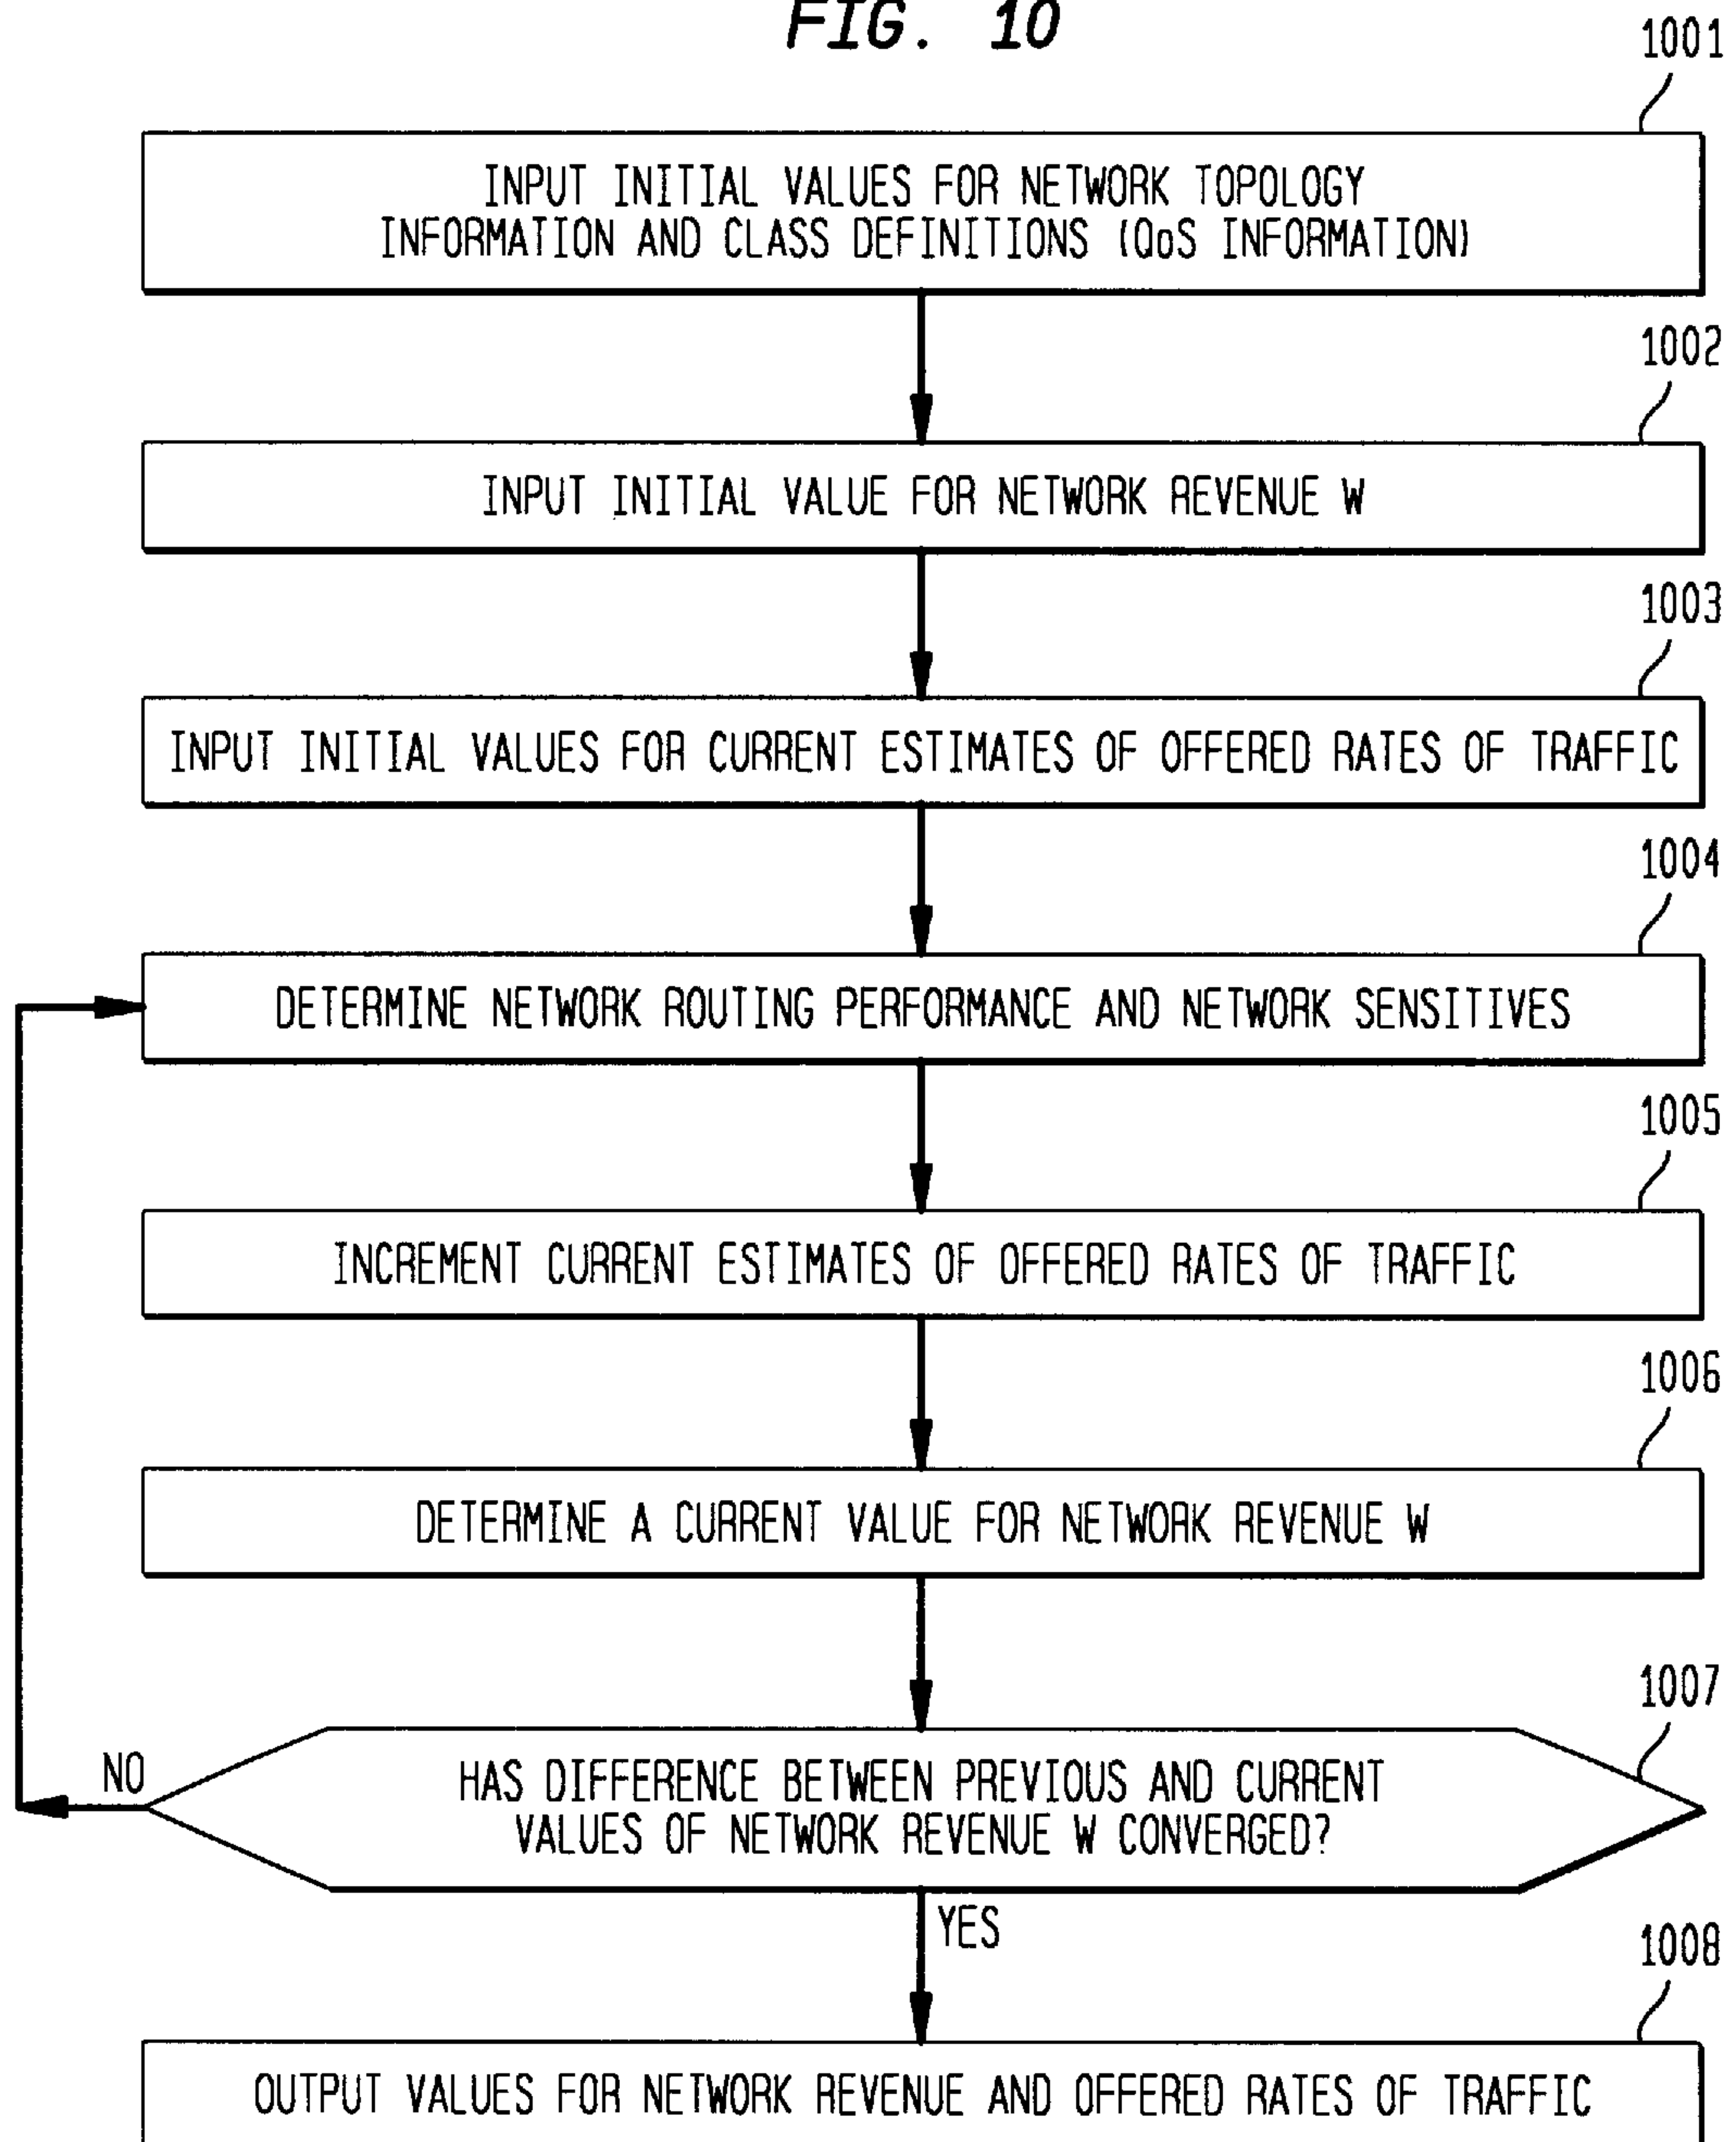 FIG. 10
1001
INPUT INITIAL VALUES FOR NETWORK TOPOLOGY
INFORMATION AND CLASS DEFINITIONS (QoS INFORMATION)
1002
INPUT INITIAL VALUE FOR NETWORK REVENUE W
1003
INPUT INITIAL VALUES FOR CURRENT ESTIMATES OF OFFERED RATES OF TRAFFIC
1004
DETERMINE NETWORK ROUTING PERFORMANCE AND NETWORK SENSITIVES
1005
INCREMENT CURRENT ESTIMATES OF OFFERED RATES OF TRAFFIC
1006
DETERMINE A CURRENT VALUE FOR NETWORK REVENUE W
1007
NO
HAS DIFFERENCE BETWEEN PREVIOUS AND CURRENT
VALUES OF NETWORK REVENUE W CONVERGED?
YES
1008
OUTPUT VALUES FOR NETWORK REVENUE AND OFFERED RATES OF TRAFFIC